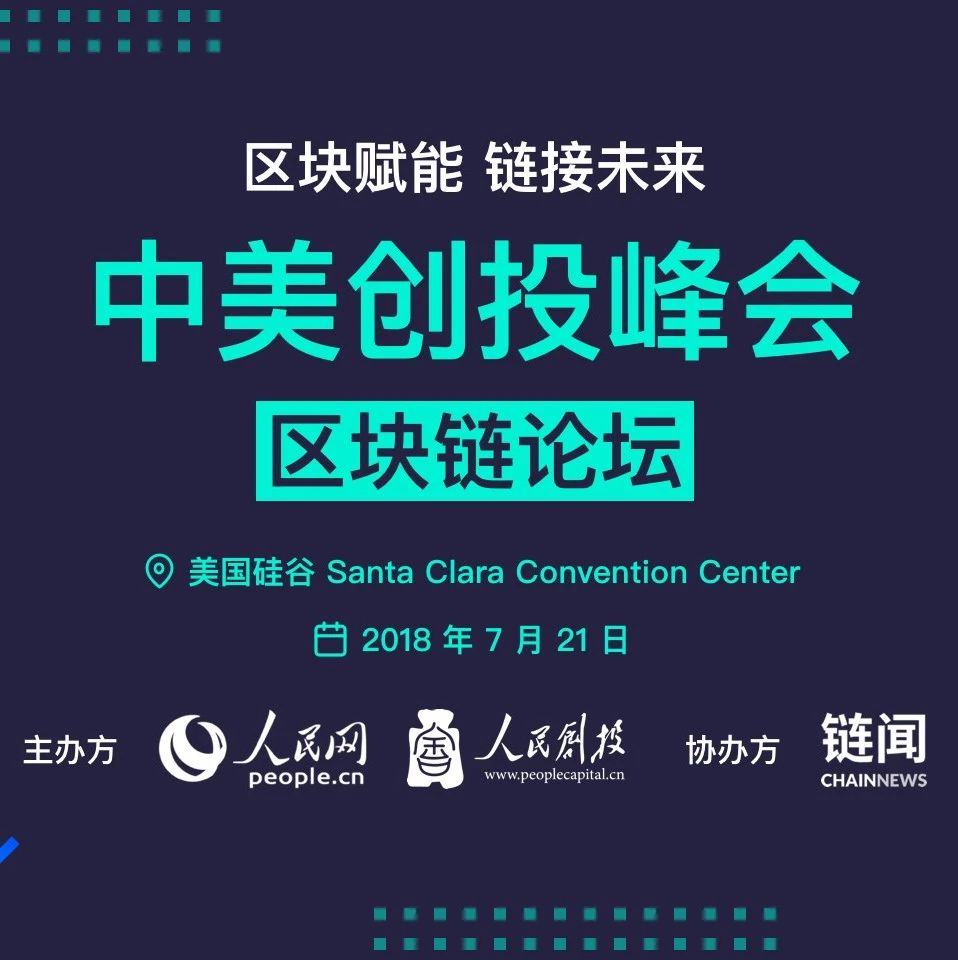 区块赋能 链接未来
中美创投峰会
区块链论坛
美国硅谷 Santa Clara Convention Center
2018 年 7 月 21 日
主办方 人民网 people.cn 金 人民创投 www.peoplecapital.cn 协办方 链闻 CHAINNEWS